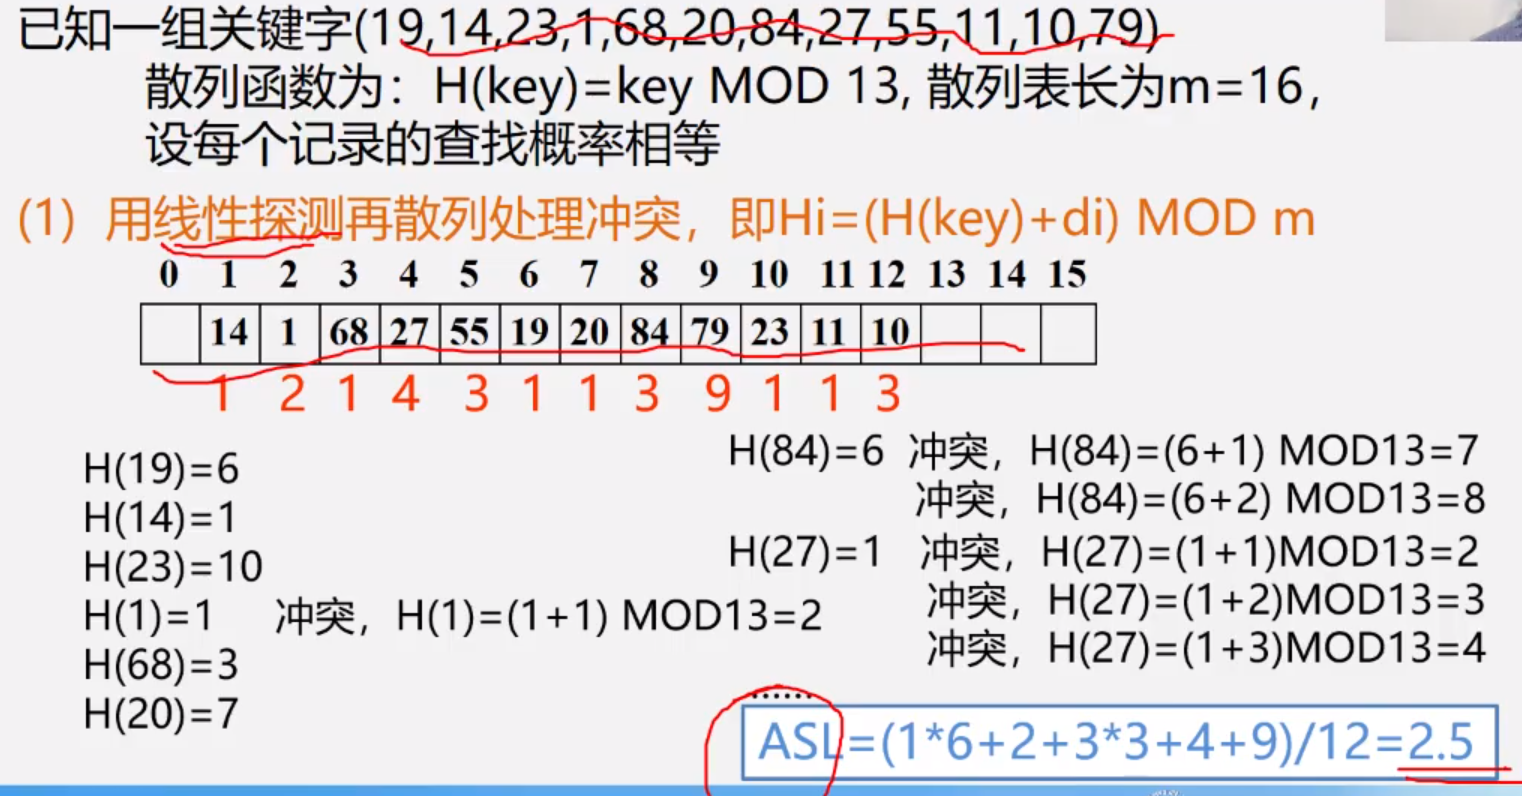 已知一组关键字(19,14,23,1,68,20,84,27,55,11,10,79)
散列函数为：H(key)=key MOD 13, 散列表长为m=16，
设每个记录的查找概率相等
(1) 用线性探测再散列处理冲突，即Hi=(H(key)+di) MOD m
0 1 2 3 4 5 6 7 8 9 10 11 12 13 14 15
14 1 68 27 55 19 20 84 79 23 11 10
1 2 1 4 3 1 1 3 9 1 1 3
H(19)=6
H(14)=1
H(23)=10
H(1)=1 冲突，H(1)=(1+1) MOD13=2
H(68)=3
H(20)=7
H(84)=6 冲突，H(84)=(6+1) MOD13=7
冲突，H(84)=(6+2) MOD13=8
H(27)=1 冲突，H(27)=(1+1)MOD13=2
冲突，H(27)=(1+2)MOD13=3
冲突，H(27)=(1+3)MOD13=4
......
ASL=(1*6+2+3*3+4+9)/12=2.5